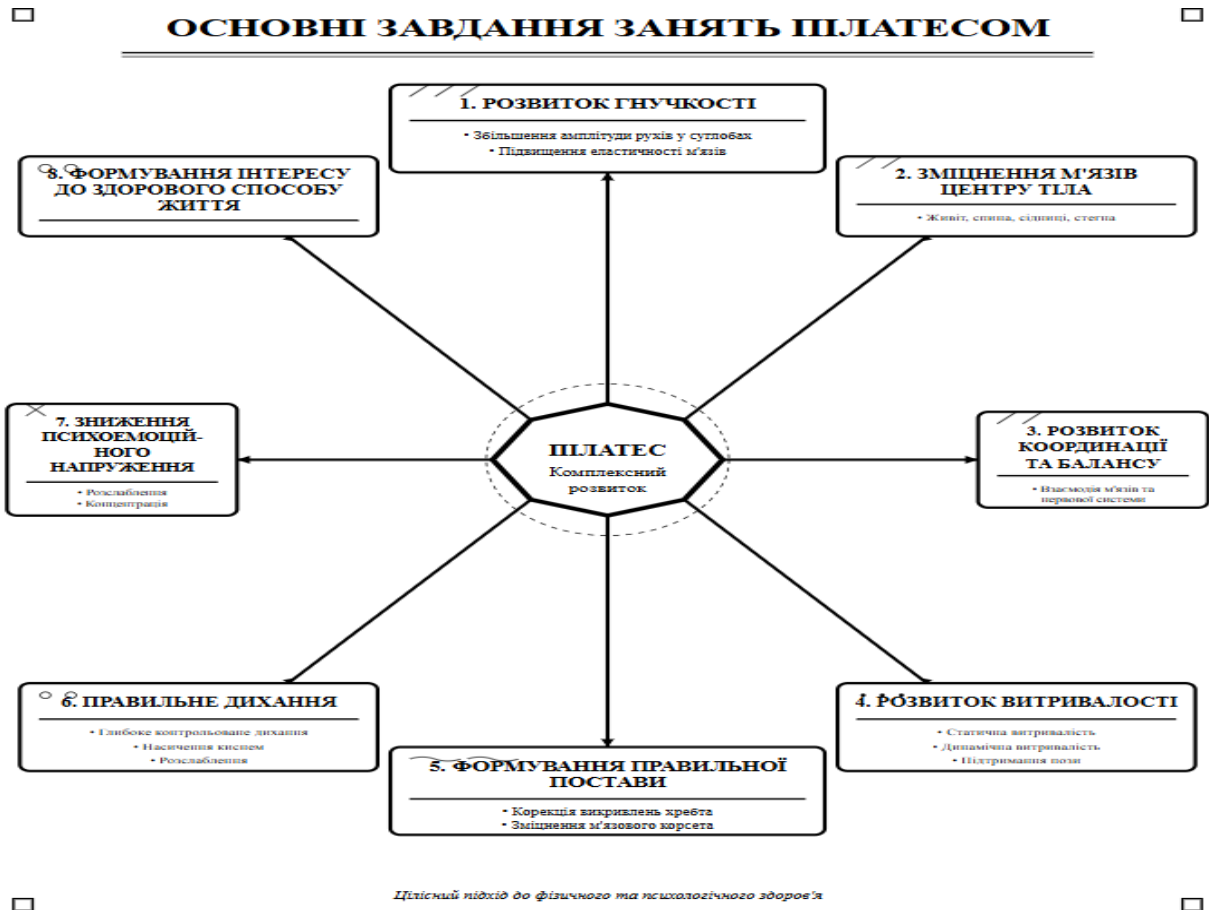 ОСНОВНІ ЗАВДАННЯ ЗАНЯТЬ ПІЛАТЕСОМ
1. РОЗВИТОК ГНУЧКОСТІ
• Збільшення амплітуди рухів у суглобах
• Підвищення еластичності м'язів
2. ЗМІЦНЕННЯ М'ЯЗІВ
ЦЕНТРУ ТІЛА
• Живіт, спина, сідниці, стегна
3. РОЗВИТОК
КООРДИНАЦІЇ
ТА БАЛАНСУ
• Взаємодія м'язів та
нервової системи
4. РОЗВИТОК ВИТРИВАЛОСТІ
• Статична витривалість
• Динамічна витривалість
• Підтримання пози
5. ФОРМУВАННЯ ПРАВИЛЬНОЇ
ПОСТАВИ
• Корекція викривлень хребта
• Зміцнення м'язового корсета
6. ПРАВИЛЬНЕ ДИХАННЯ
• Глибоке контрольоване дихання
• Насичення киснем
• Розслаблення
7. ЗНИЖЕННЯ
ПСИХОЕМОЦІЙ-
НОГО
НАПРУЖЕННЯ
• Розслаблення
• Концентрація
8. ФОРМУВАННЯ ІНТЕРЕСУ
ДО ЗДОРОВОГО СПОСОБУ
ЖИТТЯ
ПІЛАТЕС
Комплексний
розвиток
Цілісний підхід до фізичного та психологічного здоров'я